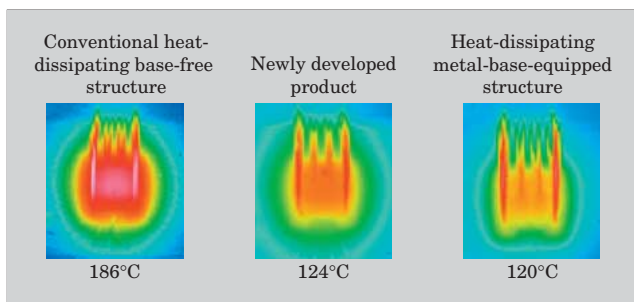 Conventional heat-
dissipating base-free
structure
186°C
Newly developed
product
124°C
Heat-dissipating
metal-base-equipped
structure
120°C